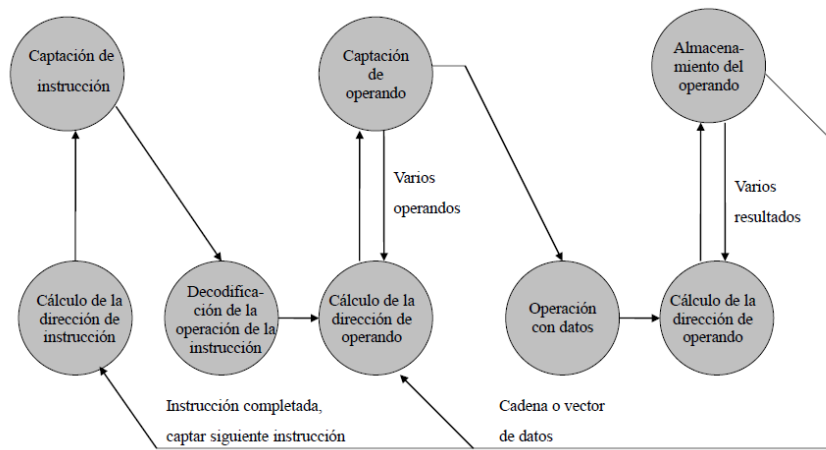 Captación de
instrucción
Captación
de
operando
Almacena-
miento del
operando
Varios
operandos
Varios
resultados
Cálculo de la
dirección de
instrucción
Decodifica-
ción de la
operación de la
instrucción
Cálculo de la
dirección de
operando
Operación
con datos
Cálculo de la
dirección de
operando
Instrucción completada,
captar siguiente instrucción
Cadena o vector
de datos